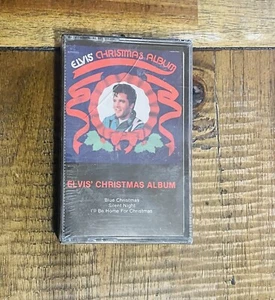 ELVIS' CHRISTMAS ALBUM
ELVIS' CHRISTMAS ALBUM
Blue Christmas
Silent Night
I'll Be Home For Christmas